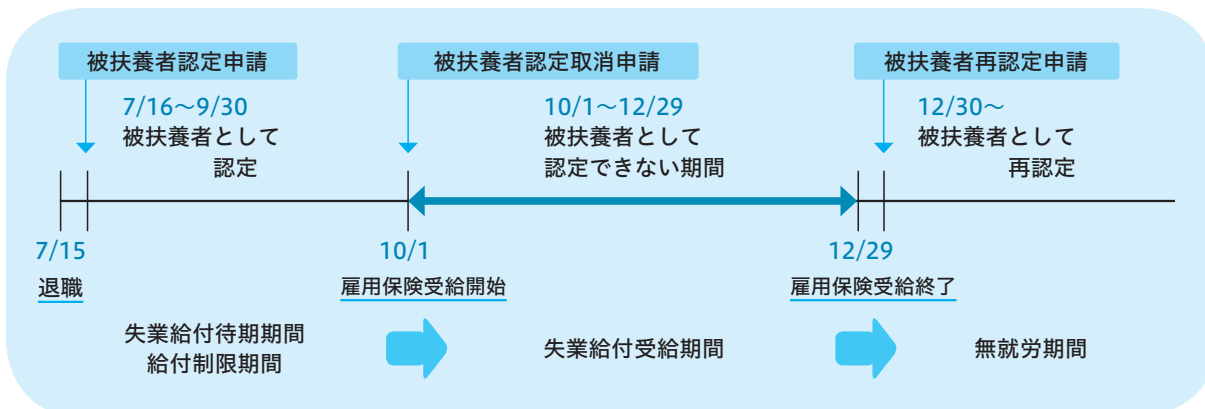 被扶養者認定申請
被扶養者認定取消申請
被扶養者再認定申請
7/16〜9/30
被扶養者として
認定
10/1〜12/29
被扶養者として
認定できない期間
12/30〜
被扶養者として
再認定
7/15
退職
10/1
雇用保険受給開始
12/29
雇用保険受給終了
失業給付待期期間
給付制限期間
失業給付受給期間
無就労期間